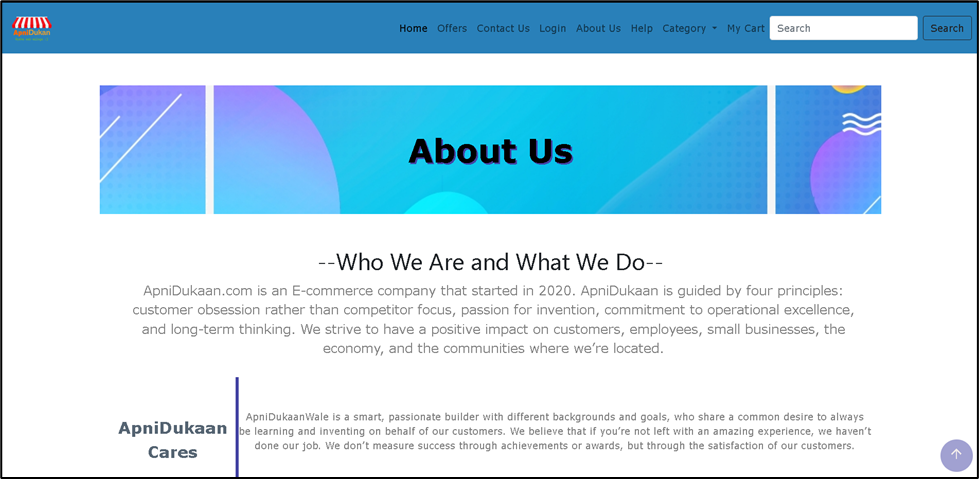 ApniDukan
Home Offers Contact Us Login About Us Help Category My Cart Search Search
About Us
--Who We Are and What We Do--
ApniDukaan.com is an E-commerce company that started in 2020. ApniDukaan is guided by four principles:
customer obsession rather than competitor focus, passion for invention, commitment to operational excellence,
and long-term thinking. We strive to have a positive impact on customers, employees, small businesses, the
economy, and the communities where we’re located.
ApniDukaan
Cares
ApniDukaanWale is a smart, passionate builder with different backgrounds and goals, who share a common desire to always
be learning and inventing on behalf of our customers. We believe that if you’re not left with an amazing experience, we haven’t
done our job. We don’t measure success through achievements or awards, but through the satisfaction of our customers.